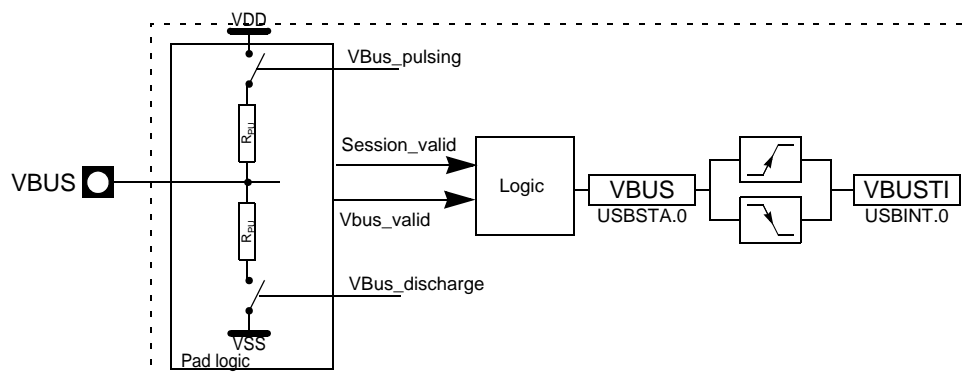 VDD
VBus_pulsing
RPU
Session_valid
VBUS
Logic
VBUS
USBSTA.0
VBUSTI
USBINT.0
Vbus_valid
RPU
VBus_discharge
VSS
Pad logic